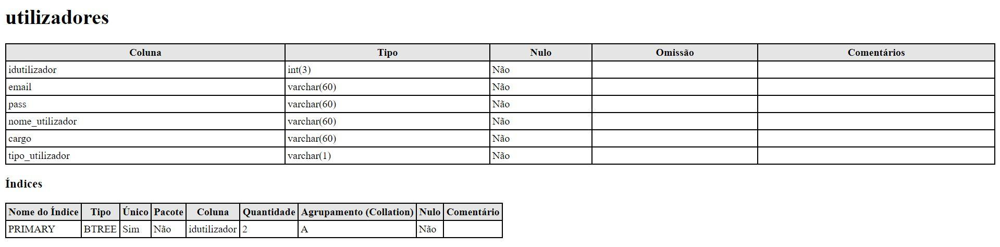 utilizadores
Coluna Tipo Nulo Omissão Comentários
idutilizador int(3) Não
email varchar(60) Não
pass varchar(60) Não
nome_utilizador varchar(60) Não
cargo varchar(60) Não
tipo_utilizador varchar(1) Não
Índices
Nome do Índice Tipo Único Pacote Coluna Quantidade Agrupamento (Collation) Nulo Comentário
PRIMARY BTREE Sim Não idutilizador 2 A Não